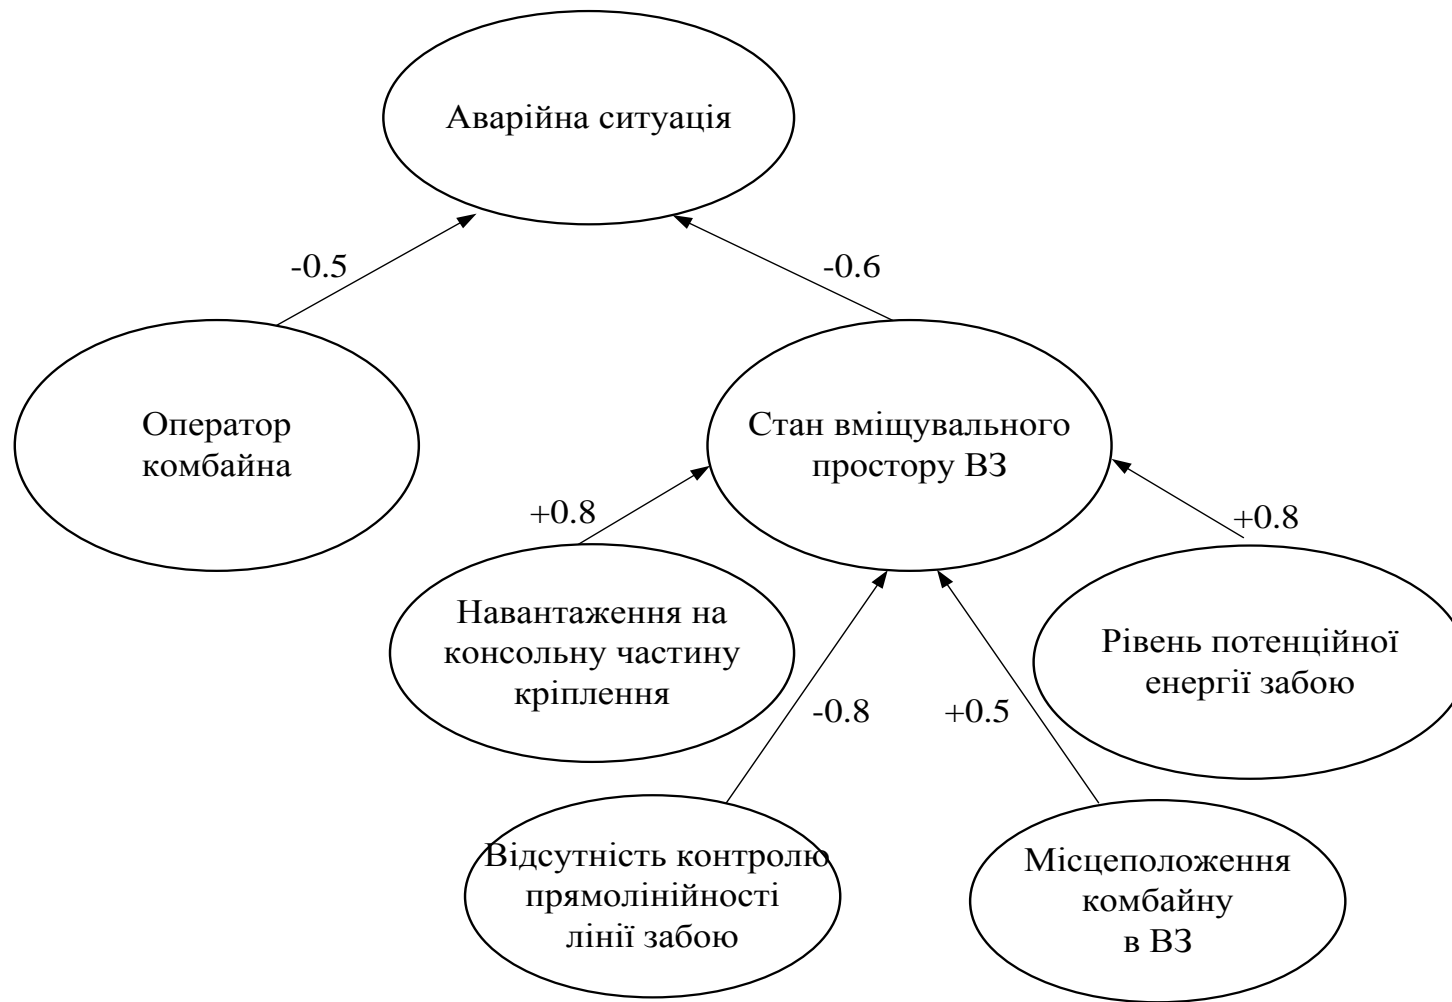 Аварійна ситуація
-0.5
-0.6
Оператор
комбайна
Стан вміщувального
простору ВЗ
+0.8
+0.8
Навантаження на
консольну частину
кріплення
Рівень потенційної
енергії забою
-0.8
+0.5
Відсутність контролю
прямолінійності
лінії забою
Місцеположення
комбайну
в ВЗ